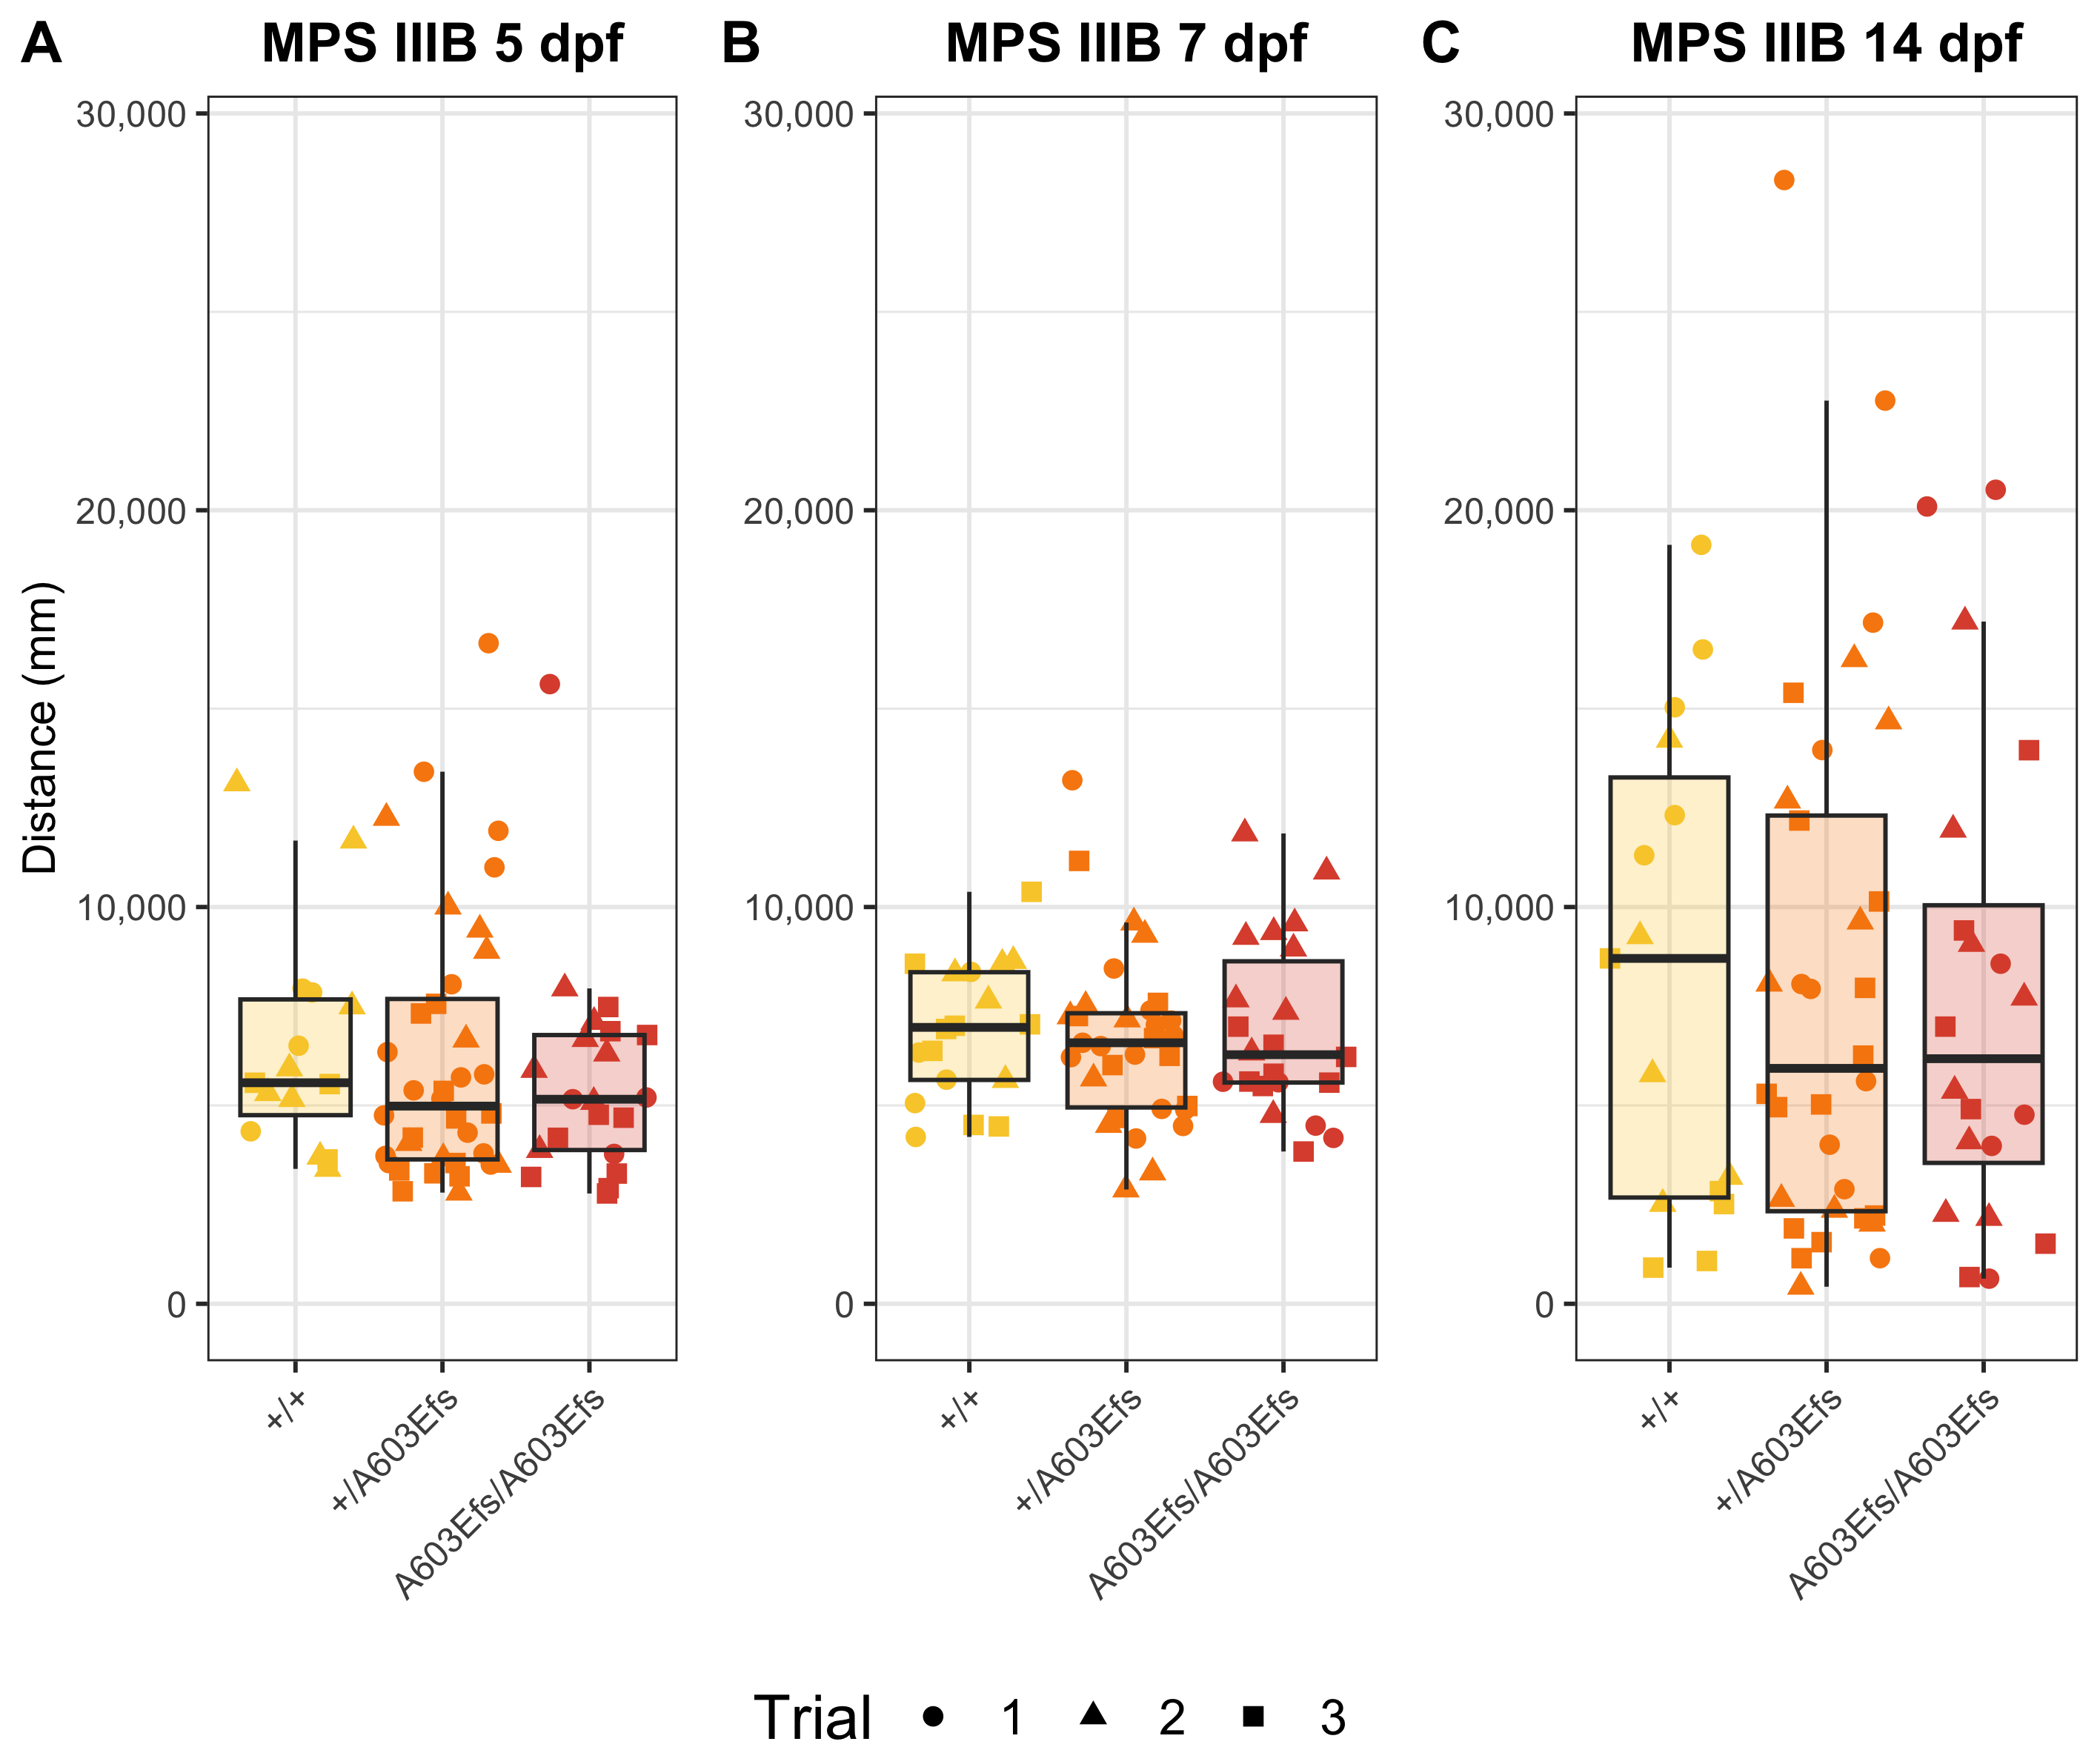 A MPS IIIB 5 dpf
B MPS IIIB 7 dpf
C MPS IIIB 14 dpf
Distance (mm)
30,000
20,000
10,000
0
+/+
+/A603Efs
A603Efs/A603Efs
30,000
20,000
10,000
0
+/+
+/A603Efs
A603Efs/A603Efs
30,000
20,000
10,000
0
+/+
+/A603Efs
A603Efs/A603Efs
Trial 1 2 3